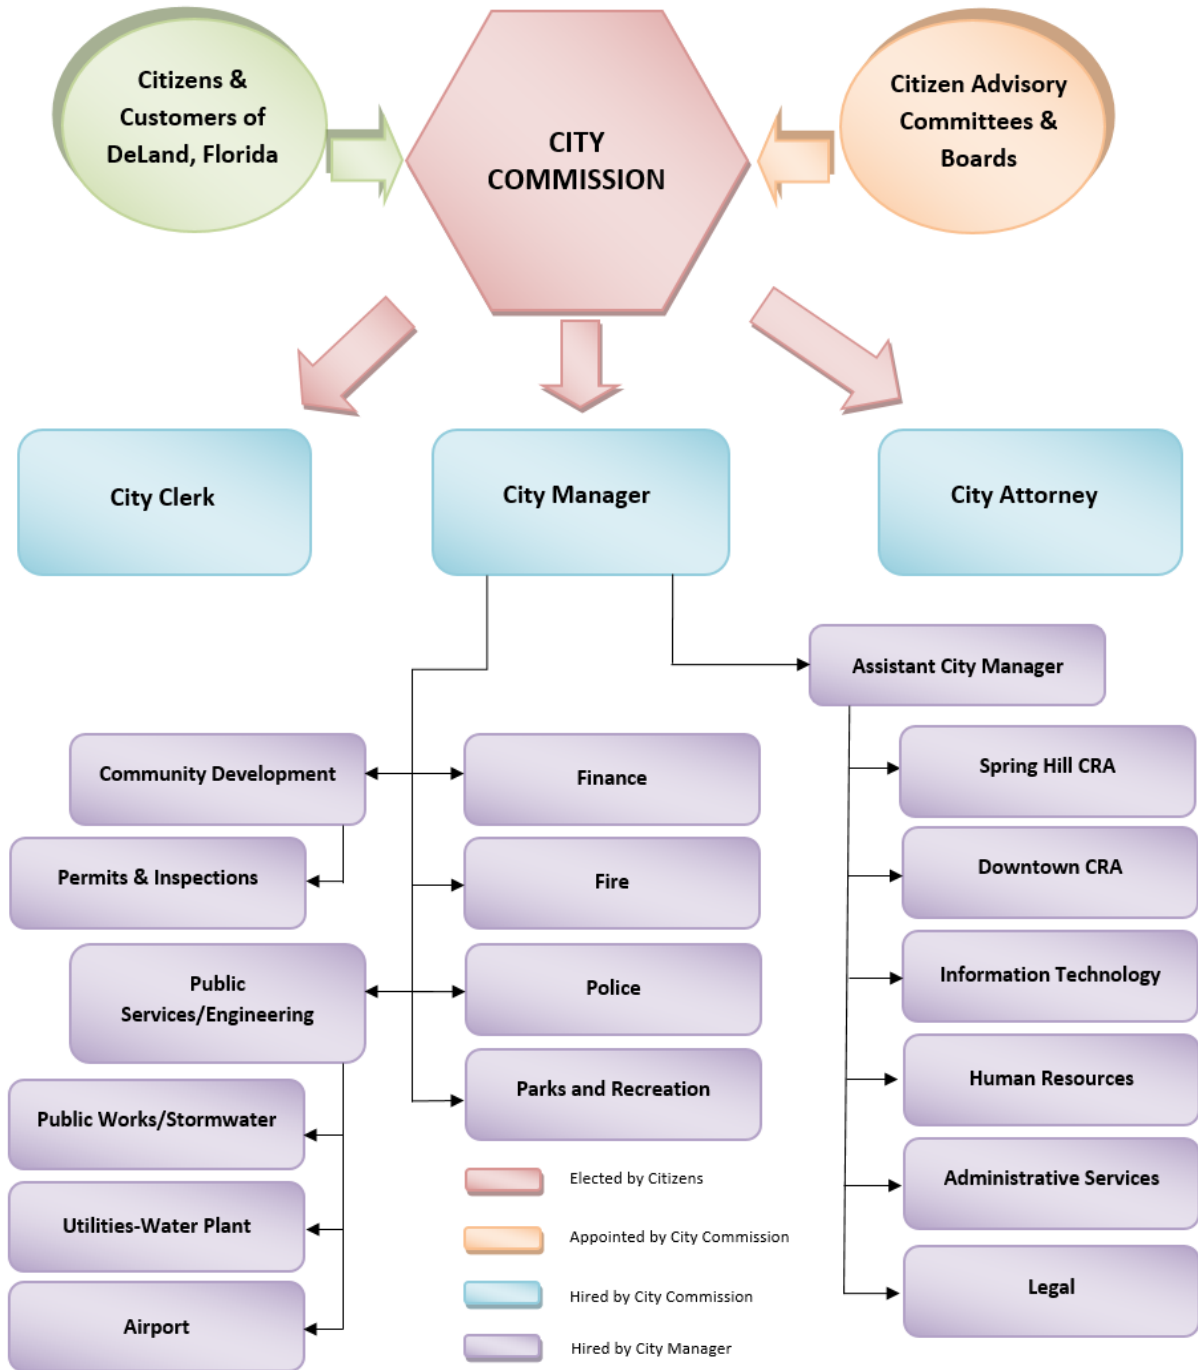 Citizens &
Customers of
DeLand, Florida
CITY
COMMISSION
Citizen Advisory
Committees &
Boards
City Clerk
City Manager
City Attorney
Assistant City Manager
Community Development
Finance
Spring Hill CRA
Permits & Inspections
Fire
Downtown CRA
Public
Services/Engineering
Police
Information Technology
Public Works/Stormwater
Parks and Recreation
Human Resources
Utilities-Water Plant
Administrative Services
Airport
Legal
Elected by Citizens
Appointed by City Commission
Hired by City Commission
Hired by City Manager